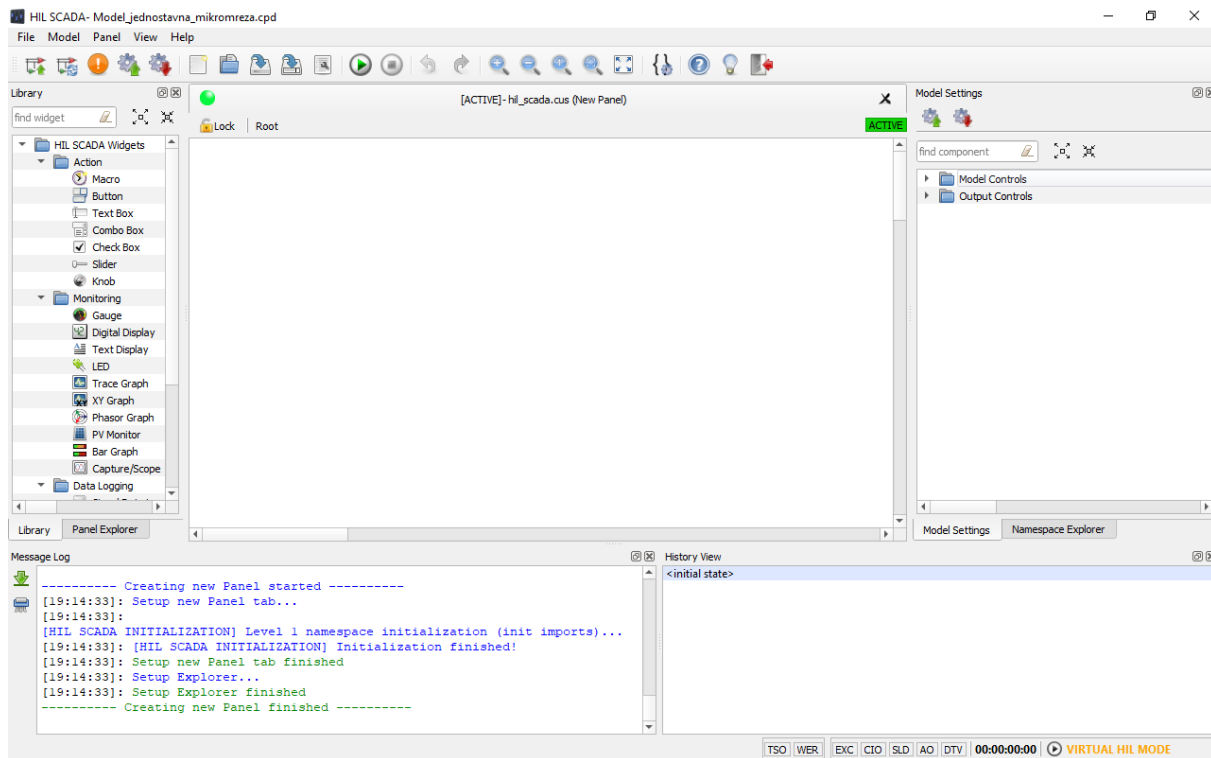 HIL SCADA- Model_jednostavna_mikromreza.cpd
File Model Panel View Help
Library
find widget
HIL SCADA Widgets
Action
Macro
Button
Text Box
Combo Box
Check Box
Slider
Knob
Monitoring
Gauge
Digital Display
Text Display
LED
Trace Graph
XY Graph
Phasor Graph
PV Monitor
Bar Graph
Capture/Scope
Data Logging
Library Panel Explorer
[ACTIVE]- hil_scada.cus (New Panel)
Lock Root
ACTIVE
Model Settings
find component
Model Controls
Output Controls
Model Settings Namespace Explorer
Message Log
---------- Creating new Panel started ----------
[19:14:33]: Setup new Panel tab...
[19:14:33]:
[HIL SCADA INITIALIZATION] Level 1 namespace initialization (init imports)...
[19:14:33]: [HIL SCADA INITIALIZATION] Initialization finished!
[19:14:33]: Setup new Panel tab finished
[19:14:33]: Setup Explorer...
[19:14:33]: Setup Explorer finished
---------- Creating new Panel finished ----------
History View
<initial state>
TSO WER EXC CIO SLD AO DTV 00:00:00:00 VIRTUAL HIL MODE